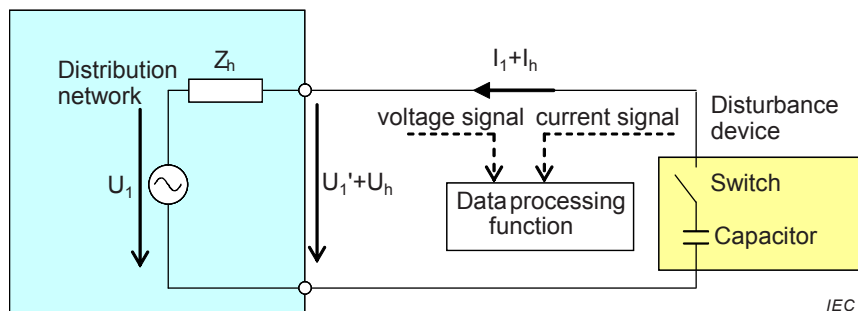 Distribution
network
Zh
U1
U1'+Uh
I1+Ih
voltage signal
current signal
Data processing
function
Disturbance
device
Switch
Capacitor
IEC